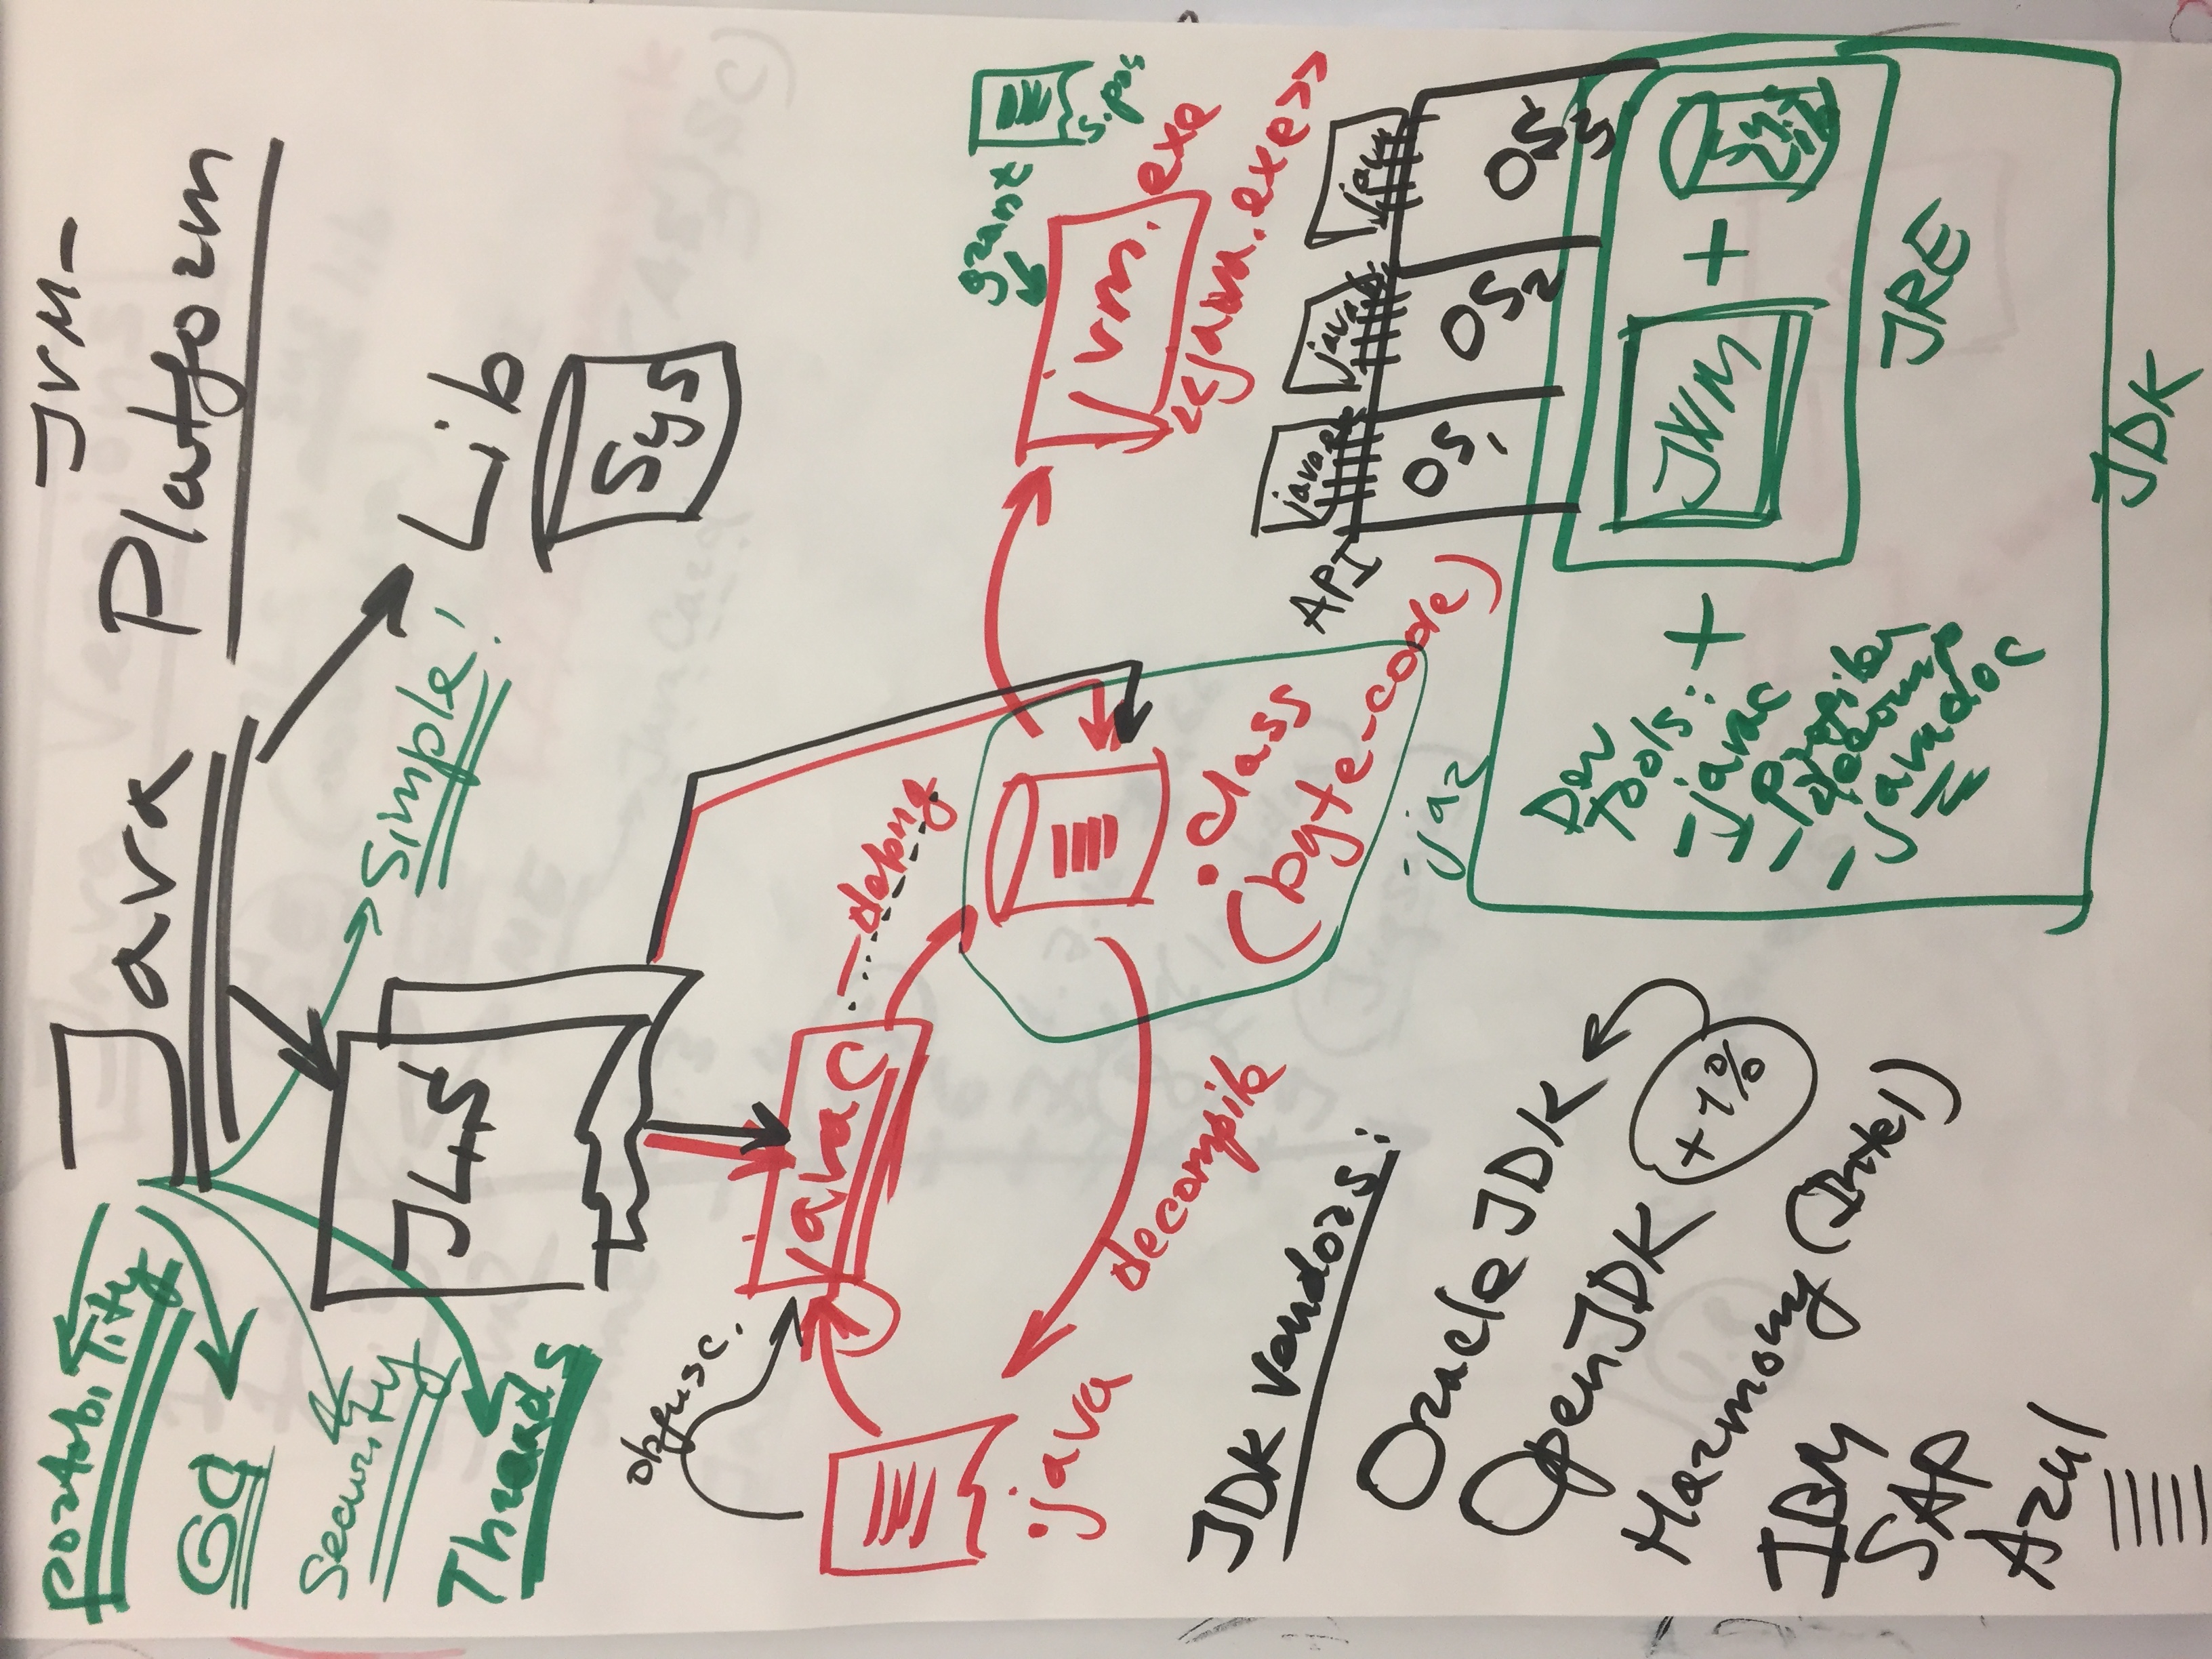 JVM-
Java Platform
portability
GC
Security
Threads
Simple!
JLS
Lib
Sys
obfusc.
javac
-debug
.java
decompile
.class
(byte-code)
.jar
grant
s.pos
jvm.exe
<<java.exe>>
API
java
java
java
OS1
OS2
OS3
JDK Vendors:
Oracle JDK
OpenJDK
+1%
Harmony (Intel)
IBM
SAP
Azul
Dev
Tools:
- javac
- Profiler
- decomp
- javadoc
+
JVM
+
JRE
JDK